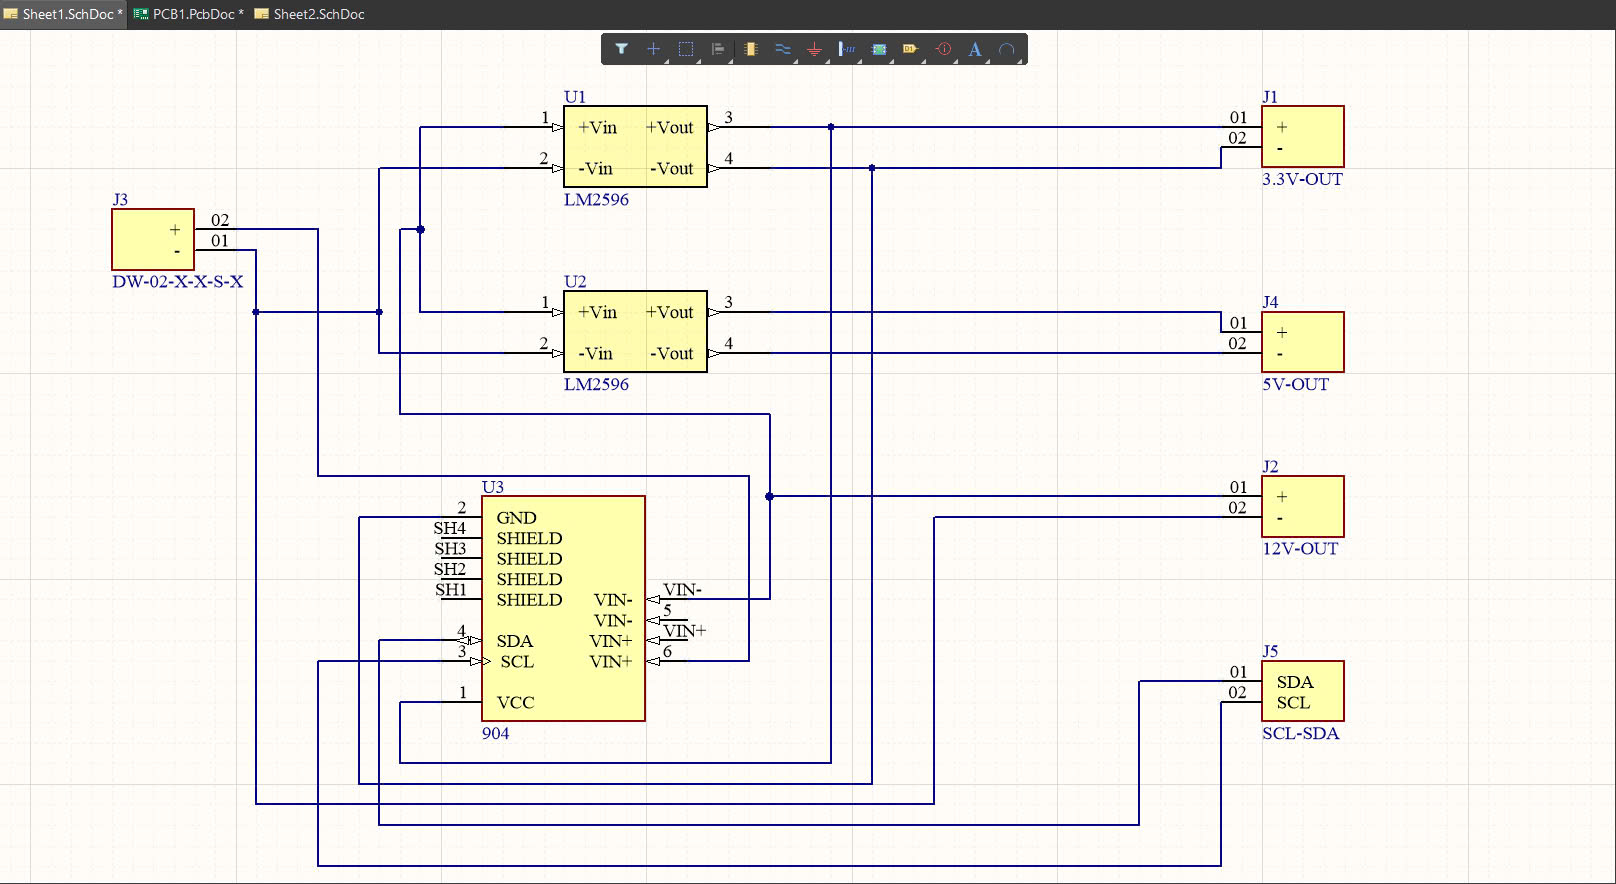 Sheet1.SchDoc * PCB1.PcbDoc * Sheet2.SchDoc
A
U1
1 +Vin +Vout 3
2 -Vin -Vout 4
LM2596
J1
01 +
02 -
3.3V-OUT
J3
+ 02
- 01
DW-02-X-X-S-X
U2
1 +Vin +Vout 3
2 -Vin -Vout 4
LM2596
J4
01 +
02 -
5V-OUT
J2
01 +
02 -
12V-OUT
U3
2 GND
SH4 SHIELD
SH3 SHIELD
SH2 SHIELD
SH1 SHIELD VIN- VIN-
VIN- 5
4 SDA VIN+ VIN+
3 SCL VIN+ 6
1 VCC
904
J5
01 SDA
02 SCL
SCL-SDA